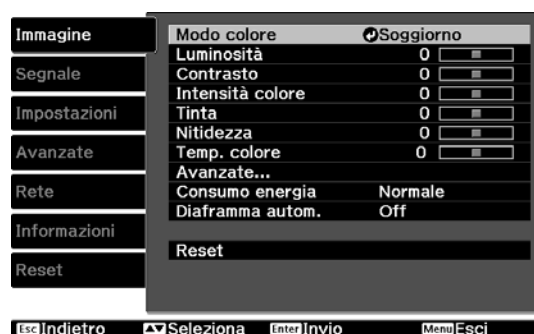 Immagine
Segnale
Impostazioni
Avanzate
Rete
Informazioni
Reset
Modo colore Soggiorno
Luminosità 0
Contrasto 0
Intensità colore 0
Tinta 0
Nitidezza 0
Temp. colore 0
Avanzate...
Consumo energia Normale
Diaframma autom. Off
Reset
Esc Indietro Seleziona Enter Invio Menu Esci